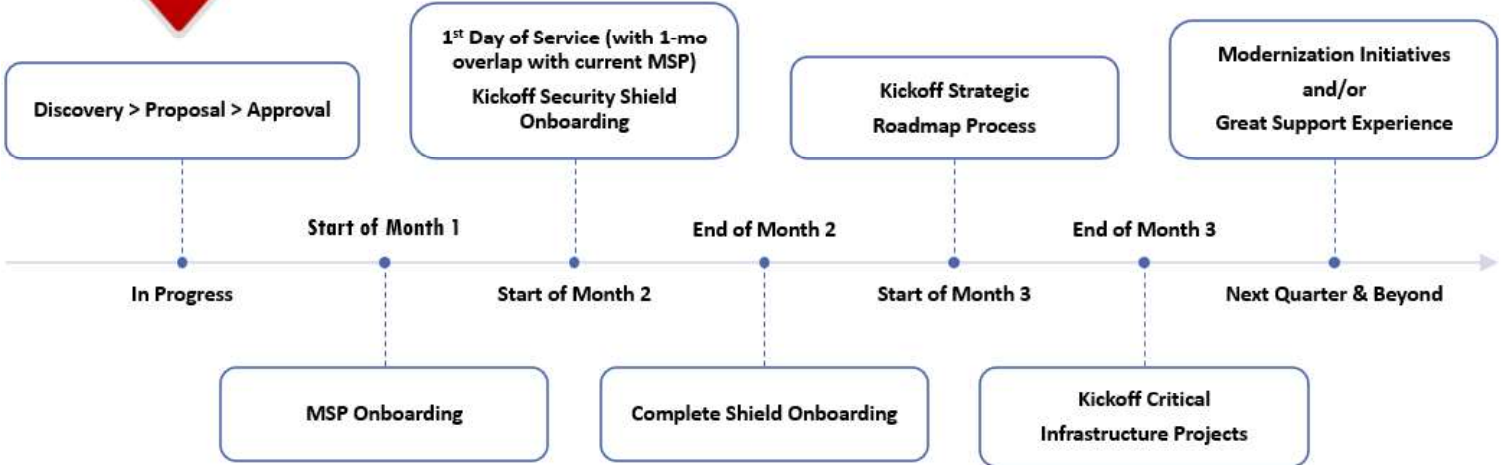 Discovery > Proposal > Approval
1st Day of Service (with 1-mo
overlap with current MSP)
Kickoff Security Shield
Onboarding
Kickoff Strategic
Roadmap Process
Modernization Initiatives
and/or
Great Support Experience
Start of Month 1
End of Month 2
End of Month 3
In Progress
Start of Month 2
Start of Month 3
Next Quarter & Beyond
MSP Onboarding
Complete Shield Onboarding
Kickoff Critical
Infrastructure Projects